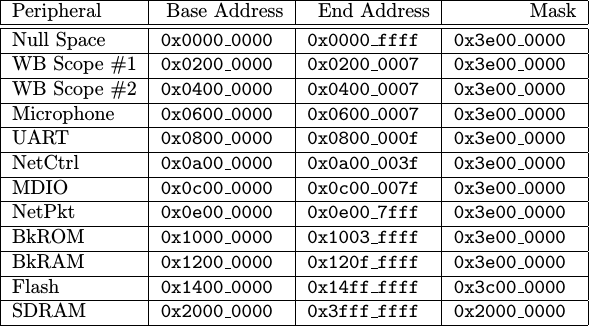 Peripheral Base Address End Address Mask
Null Space 0x0000_0000 0x0000_ffff 0x3e00_0000
WB Scope #1 0x0200_0000 0x0200_0007 0x3e00_0000
WB Scope #2 0x0400_0000 0x0400_0007 0x3e00_0000
Microphone 0x0600_0000 0x0600_0007 0x3e00_0000
UART 0x0800_0000 0x0800_000f 0x3e00_0000
NetCtrl 0x0a00_0000 0x0a00_003f 0x3e00_0000
MDIO 0x0c00_0000 0x0c00_007f 0x3e00_0000
NetPkt 0x0e00_0000 0x0e00_7fff 0x3e00_0000
BkROM 0x1000_0000 0x1003_ffff 0x3e00_0000
BkRAM 0x1200_0000 0x120f_ffff 0x3e00_0000
Flash 0x1400_0000 0x14ff_ffff 0x3c00_0000
SDRAM 0x2000_0000 0x3fff_ffff 0x2000_0000